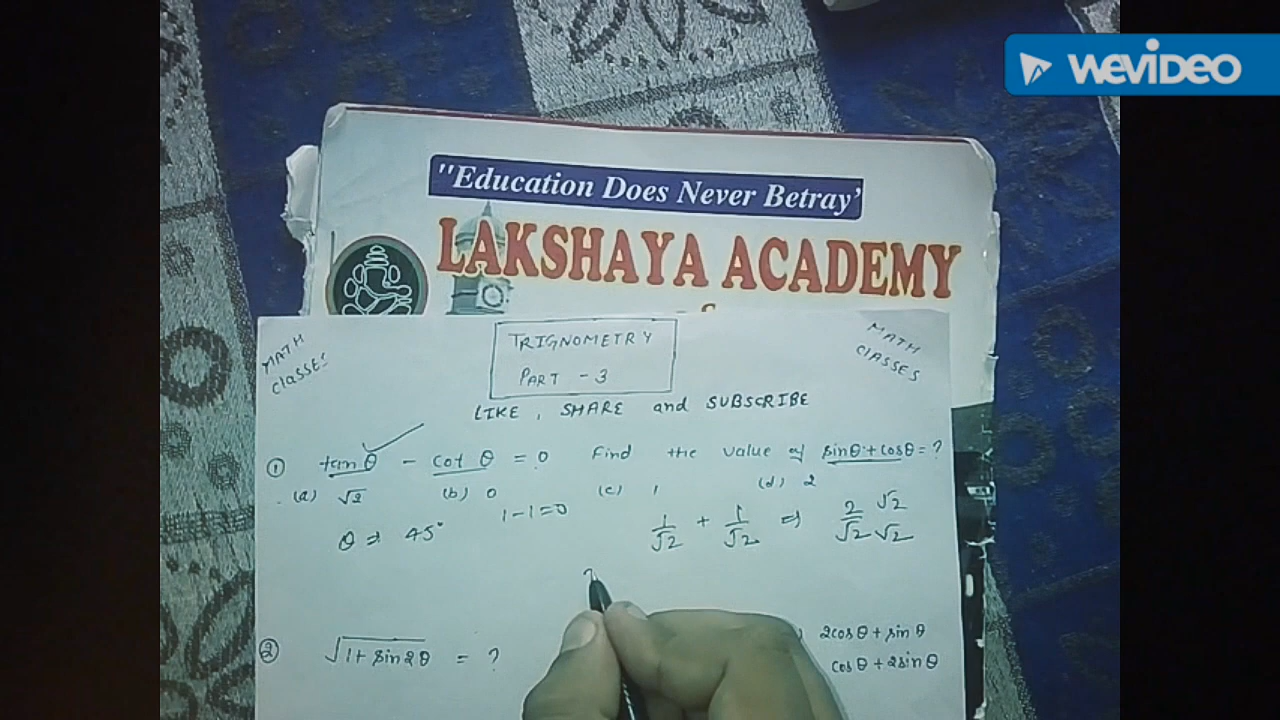 WEVIDEO
"Education Does Never Betray'
LAKSHAYA ACADEMY
MATH CLASSES
TRIGNOMETRY
PART - 3
MATH CLASSES
LIKE, SHARE and SUBSCRIBE
① tanθ - cot θ = 0 Find the value of sinθ + cosθ = ?
(a) √2 (b) 0 (c) 1 (d) 2
θ ⇒ 45° 1-1=0 1/√2 + 1/√2 ⇒ 2/√2 √2/√2
② √1+ sin2θ = ?
2cosθ + sinθ
cosθ + 2sinθ